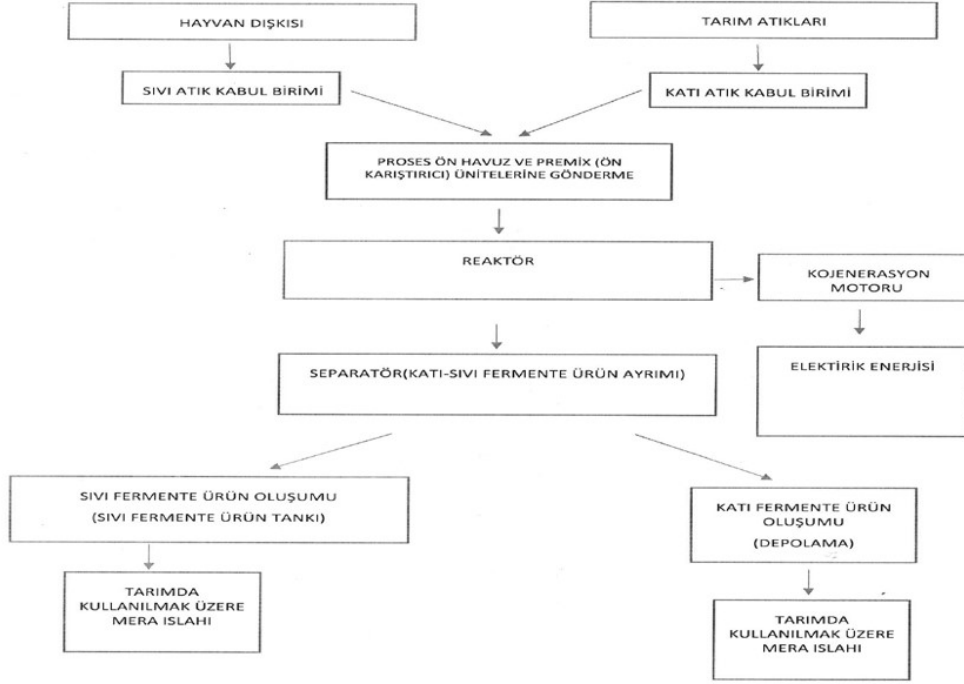 HAYVAN DIŞKISI
TARIM ATIKLARI
SIVI ATIK KABUL BİRİMİ
KATI ATIK KABUL BİRİMİ
PROSES ÖN HAVUZ VE PREMİX (ÖN
KARIŞTIRICI) ÜNİTELERİNE GÖNDERME
REAKTÖR
KOJENERASYON
MOTORU
SEPARATÖR(KATI-SIVI FERMENTE ÜRÜN AYRIMI)
ELEKTİRİK ENERJİSİ
SIVI FERMENTE ÜRÜN OLUŞUMU
(SIVI FERMENTE ÜRÜN TANKI)
KATI FERMENTE ÜRÜN
OLUŞUMU
(DEPOLAMA)
TARIMDA
KULLANILMAK ÜZERE
MERA ISLAHI
TARIMDA
KULLANILMAK ÜZERE
MERA ISLAHI